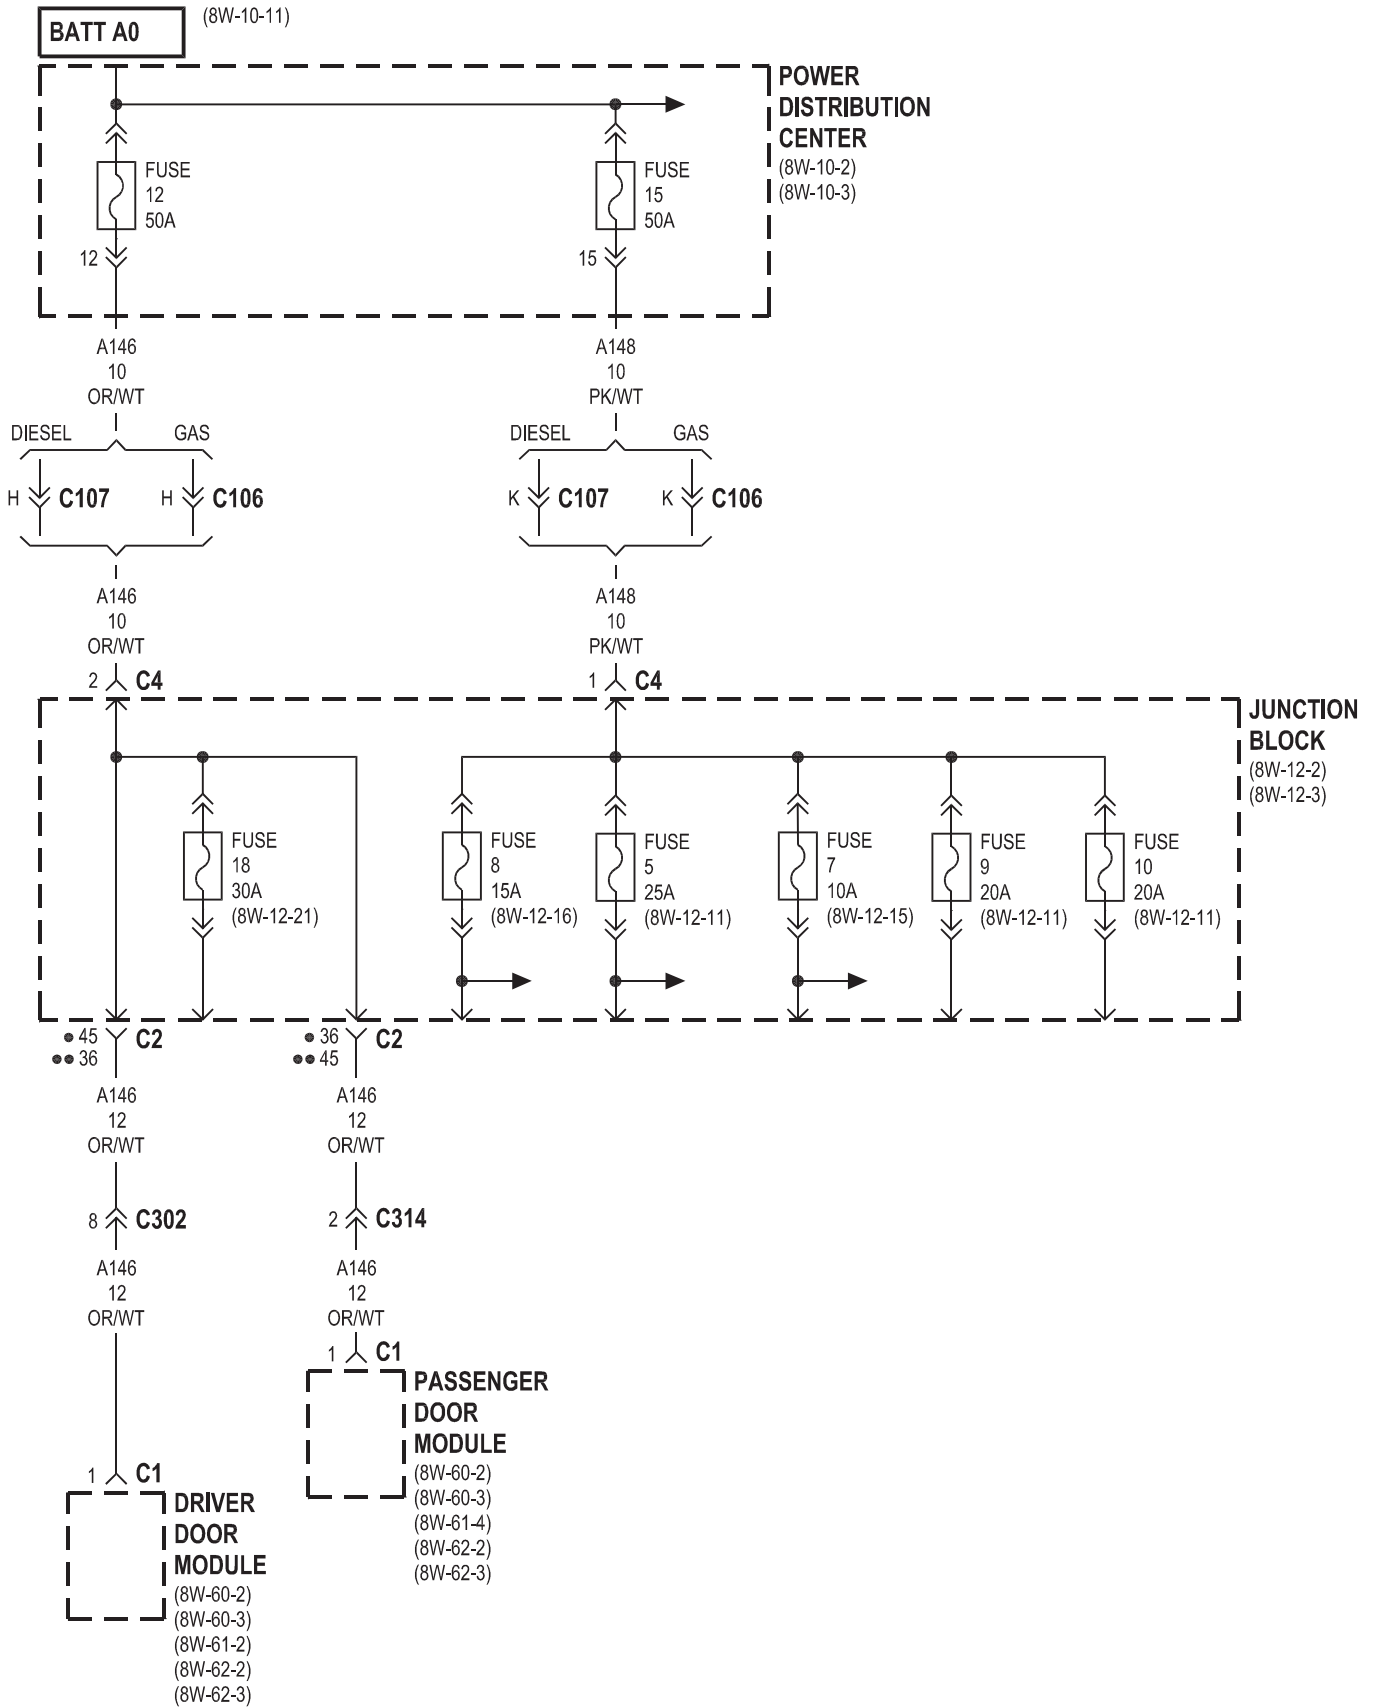 BATT A0
(8W-10-11)
POWER
DISTRIBUTION
CENTER
(8W-10-2)
(8W-10-3)
FUSE
12
50A
12
FUSE
15
50A
15
A146
10
OR/WT
A148
10
PK/WT
DIESEL
GAS
H
C107
H
C106
DIESEL
GAS
K
C107
K
C106
A146
10
OR/WT
2
C4
A148
10
PK/WT
1
C4
JUNCTION
BLOCK
(8W-12-2)
(8W-12-3)
FUSE
18
30A
(8W-12-21)
FUSE
8
15A
(8W-12-16)
FUSE
5
25A
(8W-12-11)
FUSE
7
10A
(8W-12-15)
FUSE
9
20A
(8W-12-11)
FUSE
10
20A
(8W-12-11)
● 45
●● 36
C2
● 36
●● 45
C2
A146
12
OR/WT
A146
12
OR/WT
8
C302
2
C314
A146
12
OR/WT
A146
12
OR/WT
1
C1
PASSENGER
DOOR
MODULE
(8W-60-2)
(8W-60-3)
(8W-61-4)
(8W-62-2)
(8W-62-3)
1
C1
DRIVER
DOOR
MODULE
(8W-60-2)
(8W-60-3)
(8W-61-2)
(8W-62-2)
(8W-62-3)